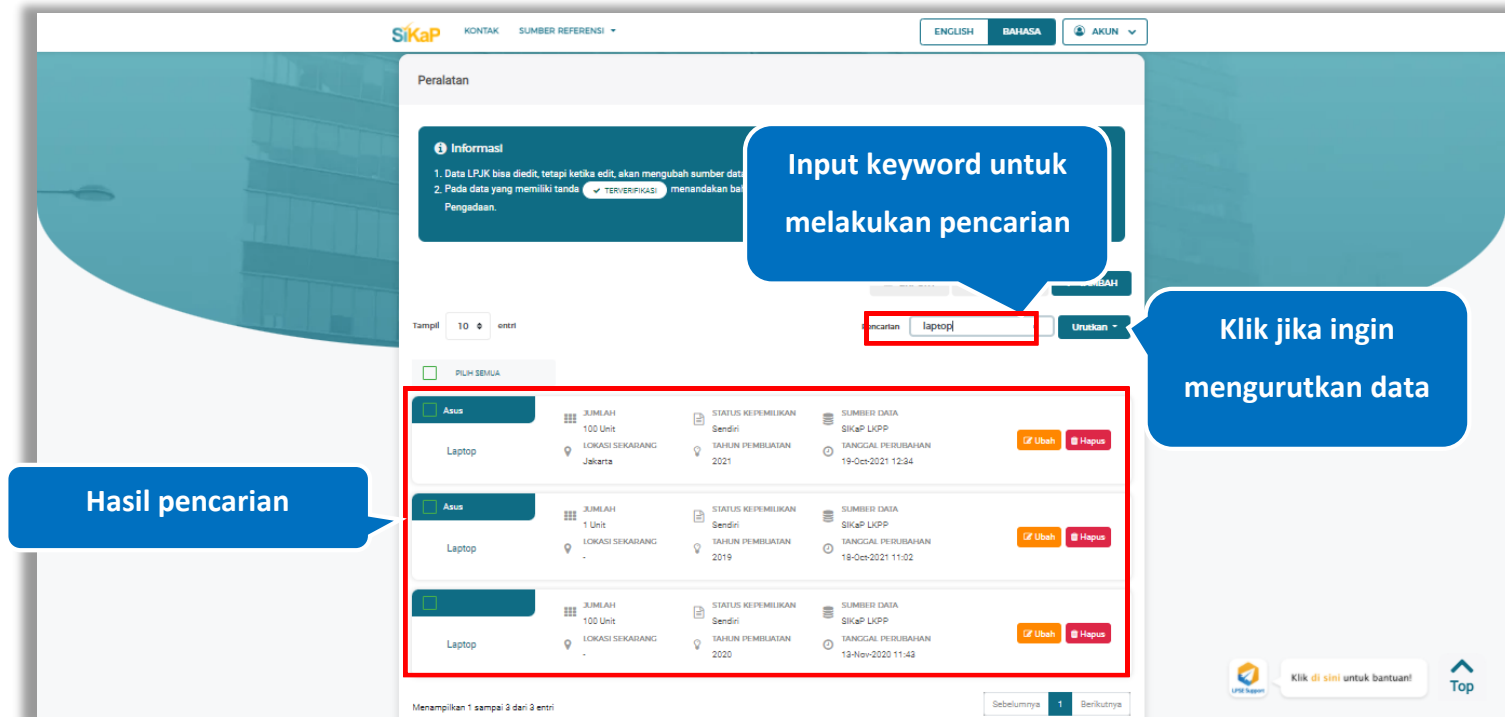 SiKaP KONTAK SUMBER REFERENSI ENGLISH BAHASA AKUN
Peralatan
Informasi
1. Data LPJK bisa diedit, tetapi ketika edit, akan mengubah sumber data
2. Pada data yang memiliki tanda TERVERIFIKASI menandakan bah
Pengadaan.
Input keyword untuk
melakukan pencarian
Tampil 10 entri
laptop
Urutkan
Klik jika ingin
mengurutkan data
PILIH SEMUA
Hasil pencarian
Asus
Laptop
JUMLAH
100 Unit
LOKASI SEKARANG
Jakarta
STATUS KEPEMILIKAN
Sendiri
TAHUN PEMBUATAN
2021
SUMBER DATA
SIKaP LKPP
TANGGAL PERUBAHAN
19-Oct-2021 12:34
Ubah Hapus
Asus
Laptop
JUMLAH
1 Unit
LOKASI SEKARANG
-
STATUS KEPEMILIKAN
Sendiri
TAHUN PEMBUATAN
2019
SUMBER DATA
SIKaP LKPP
TANGGAL PERUBAHAN
18-Oct-2021 11:02
Ubah Hapus
Laptop
JUMLAH
100 Unit
LOKASI SEKARANG
-
STATUS KEPEMILIKAN
Sendiri
TAHUN PEMBUATAN
2020
SUMBER DATA
SIKaP LKPP
TANGGAL PERUBAHAN
13-Nov-2020 11:43
Ubah Hapus
Menampilkan 1 sampai 3 dari 3 entri
Sebelumnya 1 Berikutnya
LPSE Support
Klik di sini untuk bantuan!
Top